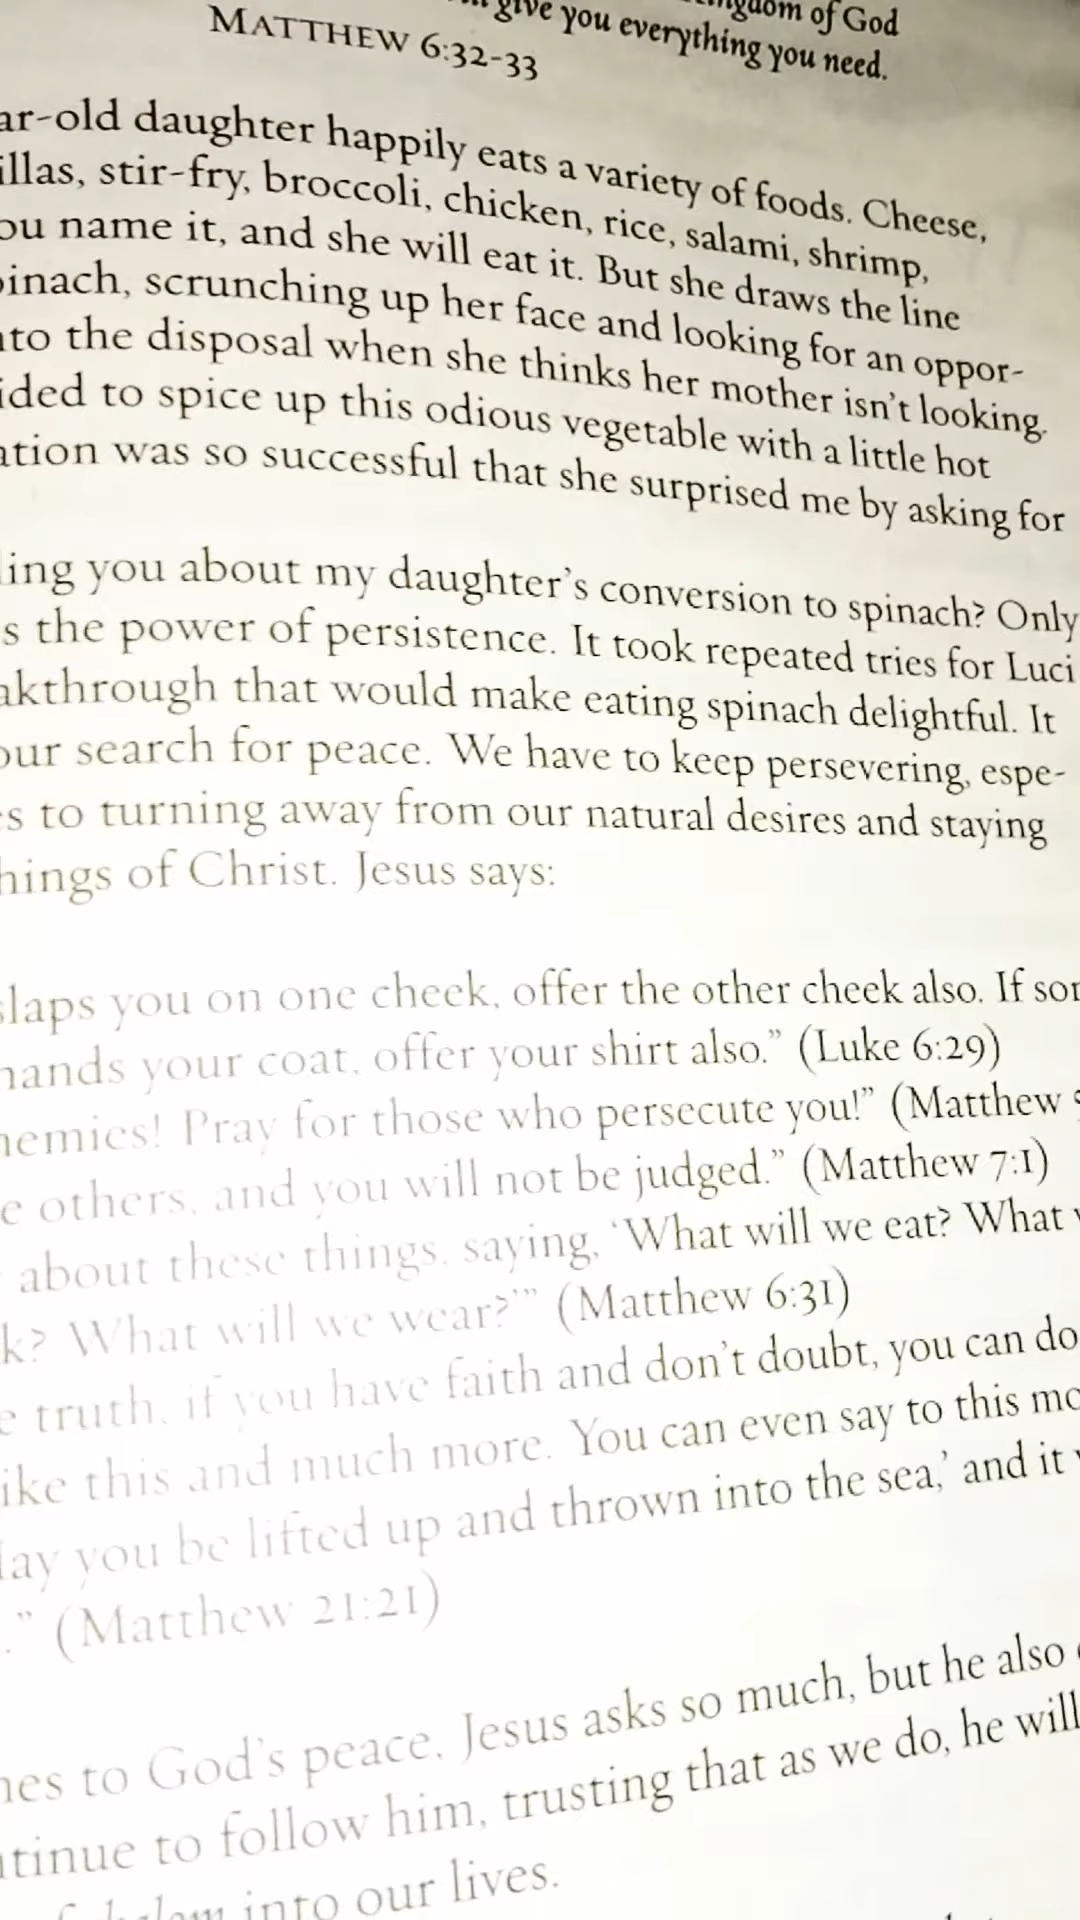 give you everything you need.
of God
MATTHEW 6:32-33
ar-old daughter happily eats a variety of foods. Cheese,
illas, stir-fry, broccoli, chicken, rice, salami, shrimp,
ou name it, and she will eat it. But she draws the line
inach, scrunching up her face and looking for an oppor-
to the disposal when she thinks her mother isn't looking.
ided to spice up this odious vegetable with a little hot
ation was so successful that she surprised me by asking for
ing you about my daughter's conversion to spinach? Only
s the power of persistence. It took repeated tries for Luci
akthrough that would make eating spinach delightful. It
our search for peace. We have to keep persevering, espe-
s to turning away from our natural desires and staying
hings of Christ. Jesus says:
slaps you on one cheek, offer the other cheek also. If
mands your coat, offer your shirt also." (Luke 6:29)
nemies! Pray for those who persecute you!" (Matthew
e others, and you will not be judged." (Matthew 7:1)
about these things, saying, 'What will we eat? What
k? What will we wear?'" (Matthew 6:31)
e truth, if you have faith and don't doubt, you can do
ike this and much more. You can even say to this
ay you be lifted up and thrown into the sea,' and it
." (Matthew 21:21)
mes to God's peace. Jesus asks so much, but he also
ntinue to follow him, trusting that as we do, he will
into our lives.